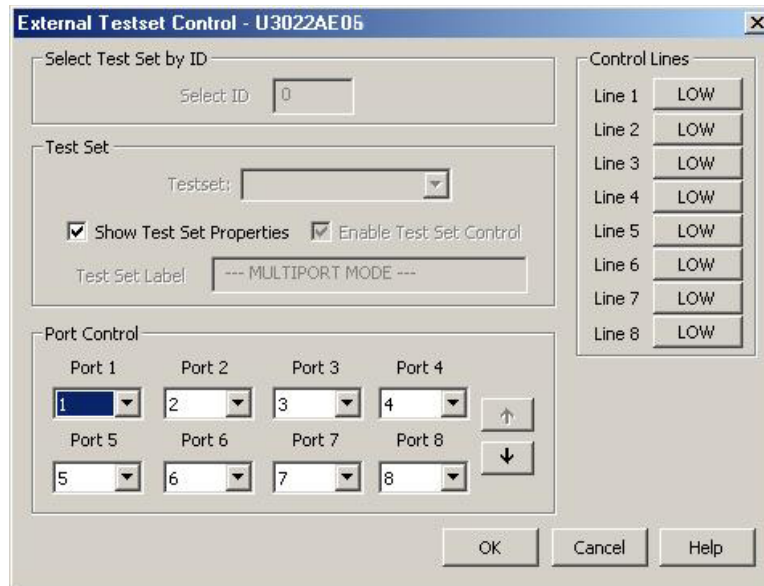 External Testset Control - U3022AE06
Select Test Set by ID
Select ID 0
Test Set
Testset:
Show Test Set Properties Enable Test Set Control
Test Set Label --- MULTIPORT MODE ---
Port Control
Port 1 Port 2 Port 3 Port 4
1 2 3 4
Port 5 Port 6 Port 7 Port 8
5 6 7 8
Control Lines
Line 1 LOW
Line 2 LOW
Line 3 LOW
Line 4 LOW
Line 5 LOW
Line 6 LOW
Line 7 LOW
Line 8 LOW
OK Cancel Help